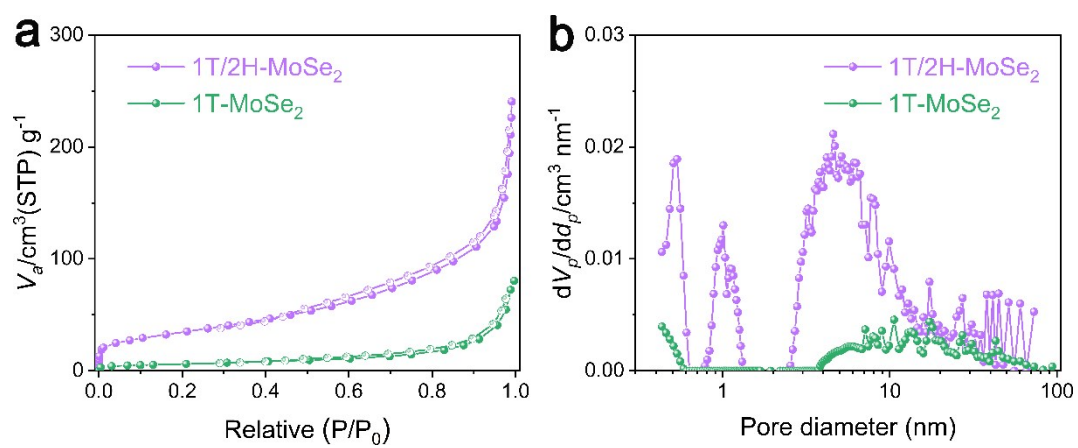 a
300
200
100
0
Vₐ/cm³(STP) g⁻¹
1T/2H-MoSe₂
1T-MoSe₂
0.0 0.2 0.4 0.6 0.8 1.0
Relative (P/P₀)
b
0.03
0.02
0.01
0.00
dVₚ/ddₚ/cm³ nm⁻¹
1T/2H-MoSe₂
1T-MoSe₂
1 10 100
Pore diameter (nm)